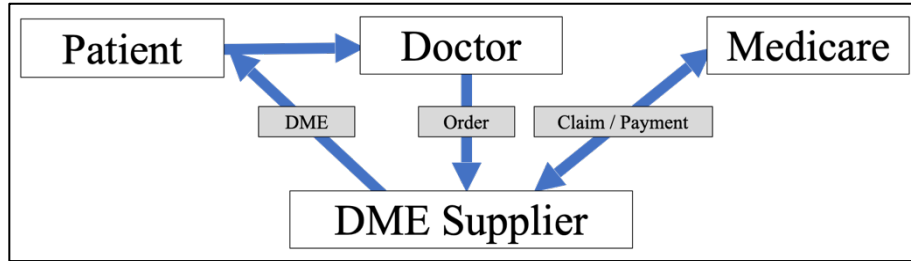 Patient
Doctor
Medicare
DME
Order
Claim / Payment
DME Supplier